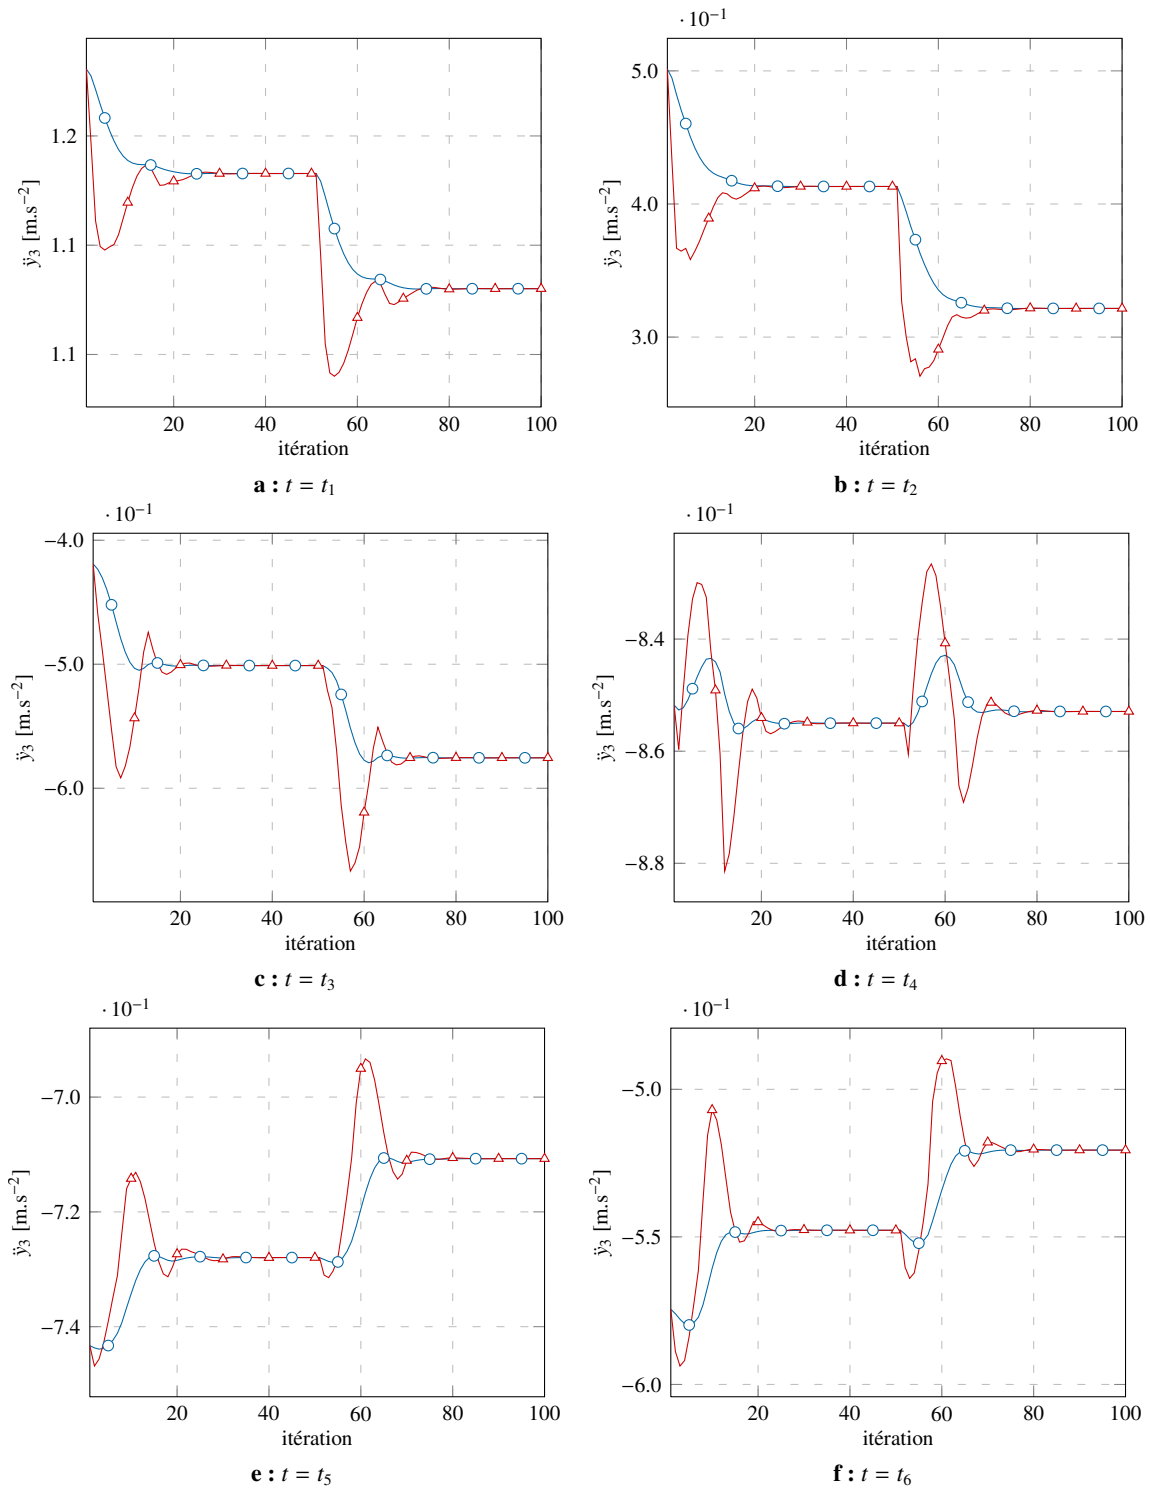 · 10⁻¹
1.2
1.1
1.1
ÿ₃ [m.s⁻²]
20 40 60 80 100
itération
a : t = t₁
5.0
4.0
3.0
ÿ₃ [m.s⁻²]
20 40 60 80 100
itération
b : t = t₂
· 10⁻¹
−4.0
−5.0
−6.0
ÿ₃ [m.s⁻²]
20 40 60 80 100
itération
c : t = t₃
· 10⁻¹
−8.4
−8.6
−8.8
ÿ₃ [m.s⁻²]
20 40 60 80 100
itération
d : t = t₄
· 10⁻¹
−7.0
−7.2
−7.4
ÿ₃ [m.s⁻²]
20 40 60 80 100
itération
e : t = t₅
· 10⁻¹
−5.0
−5.5
−6.0
ÿ₃ [m.s⁻²]
20 40 60 80 100
itération
f : t = t₆